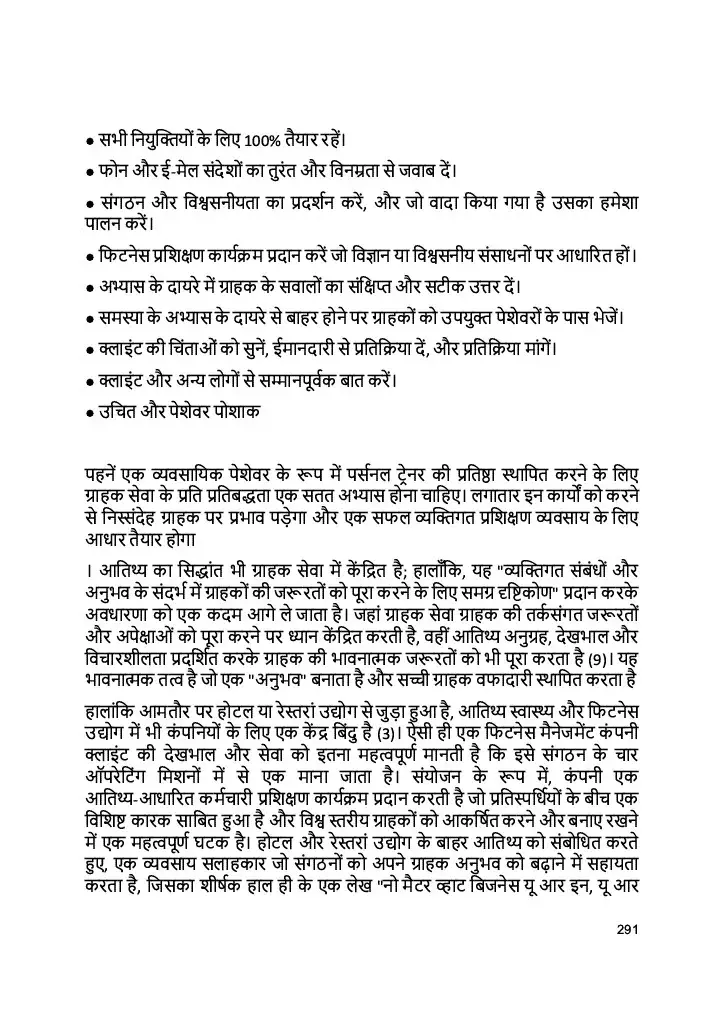 ● सभी नियुक्तियों के लिए 100% तैयार रहें।
● फोन और ई-मेल संदेशों का तुरंत और विनम्रता से जवाब दें।
● संगठन और विश्वसनीयता का प्रदर्शन करें, और जो वादा किया गया है उसका हमेशा
पालन करें।
● फिटनेस प्रशिक्षण कार्यक्रम प्रदान करें जो विज्ञान या विश्वसनीय संसाधनों पर आधारित हों।
● अभ्यास के दायरे में ग्राहक के सवालों का संक्षिप्त और सटीक उत्तर दें।
● समस्या के अभ्यास के दायरे से बाहर होने पर ग्राहकों को उपयुक्त पेशेवरों के पास भेजें।
● क्लाइंट की चिंताओं को सुनें, ईमानदारी से प्रतिक्रिया दें, और प्रतिक्रिया मांगें।
● क्लाइंट और अन्य लोगों से सम्मानपूर्वक बात करें।
● उचित और पेशेवर पोशाक
पहनें एक व्यवसायिक पेशेवर के रूप में पर्सनल ट्रेनर की प्रतिष्ठा स्थापित करने के लिए
ग्राहक सेवा के प्रति प्रतिबद्धता एक सतत अभ्यास होना चाहिए। लगातार इन कार्यों को करने
से निस्संदेह ग्राहक पर प्रभाव पड़ेगा और एक सफल व्यक्तिगत प्रशिक्षण व्यवसाय के लिए
आधार तैयार होगा
। आतिथ्य का सिद्धांत भी ग्राहक सेवा में केंद्रित है; हालाँकि, यह "व्यक्तिगत संबंधों और
अनुभव के संदर्भ में ग्राहकों की जरूरतों को पूरा करने के लिए समग्र दृष्टिकोण" प्रदान करके
अवधारणा को एक कदम आगे ले जाता है। जहां ग्राहक सेवा ग्राहक की तर्कसंगत जरूरतों
और अपेक्षाओं को पूरा करने पर ध्यान केंद्रित करती है, वहीं आतिथ्य अनुग्रह, देखभाल और
विचारशीलता प्रदर्शित करके ग्राहक की भावनात्मक जरूरतों को भी पूरा करता है (9)। यह
भावनात्मक तत्व है जो एक "अनुभव" बनाता है और सच्ची ग्राहक वफादारी स्थापित करता है
हालांकि आमतौर पर होटल या रेस्तरां उद्योग से जुड़ा हुआ है, आतिथ्य स्वास्थ्य और फिटनेस
उद्योग में भी कंपनियों के लिए एक केंद्र बिंदु है (3)। ऐसी ही एक फिटनेस मैनेजमेंट कंपनी
क्लाइंट की देखभाल और सेवा को इतना महत्वपूर्ण मानती है कि इसे संगठन के चार
ऑपरेटिंग मिशनों में से एक माना जाता है। संयोजन के रूप में, कंपनी एक
आतिथ्य-आधारित कर्मचारी प्रशिक्षण कार्यक्रम प्रदान करती है जो प्रतिस्पर्धियों के बीच एक
विशिष्ट कारक साबित हुआ है और विश्व स्तरीय ग्राहकों को आकर्षित करने और बनाए रखने
में एक महत्वपूर्ण घटक है। होटल और रेस्तरां उद्योग के बाहर आतिथ्य को संबोधित करते
हुए, एक व्यवसाय सलाहकार जो संगठनों को अपने ग्राहक अनुभव को बढ़ाने में सहायता
करता है, जिसका शीर्षक हाल ही के एक लेख "नो मैटर व्हाट बिजनेस यू आर इन, यू आर
291